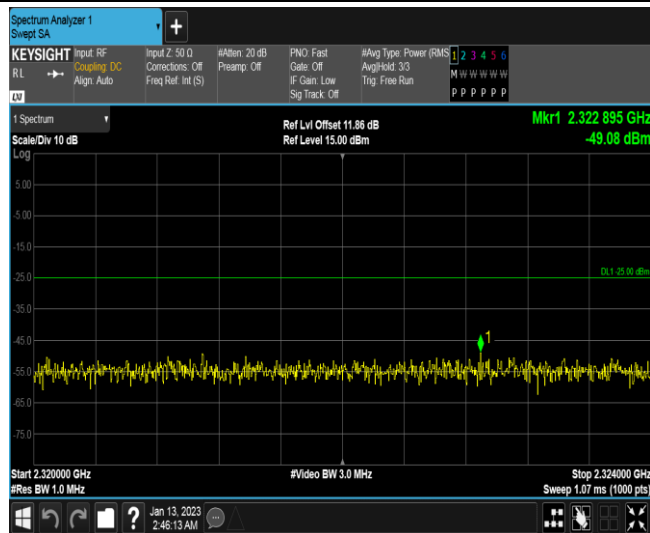 Spectrum Analyzer 1
Swept SA
KEYSIGHT Input: RF Input Z: 50 Ω #Atten: 20 dB PNO: Fast #Avg Type: Power (RMS 1 2 3 4 5 6
RL Coupling: DC Corrections: Off Preamp: Off Gate: Off Avg|Hold: 3/3 M W W W W W
Align: Auto Freq Ref: Int (S) IF Gain: Low Trig: Free Run
Sig Track: Off P P P P P P
1 Spectrum Ref Lvl Offset 11.86 dB Mkr1 2.322 895 GHz
Scale/Div 10 dB Ref Level 15.00 dBm -49.08 dBm
Log
5.00
-5.00
-15.0
-25.0 DL1 -25.00 dBm
-35.0
-45.0 1
-55.0
-65.0
-75.0
Start 2.320000 GHz #Video BW 3.0 MHz Stop 2.324000 GHz
#Res BW 1.0 MHz Sweep 1.07 ms (1000 pts)
? Jan 13, 2023
2:46:13 AM